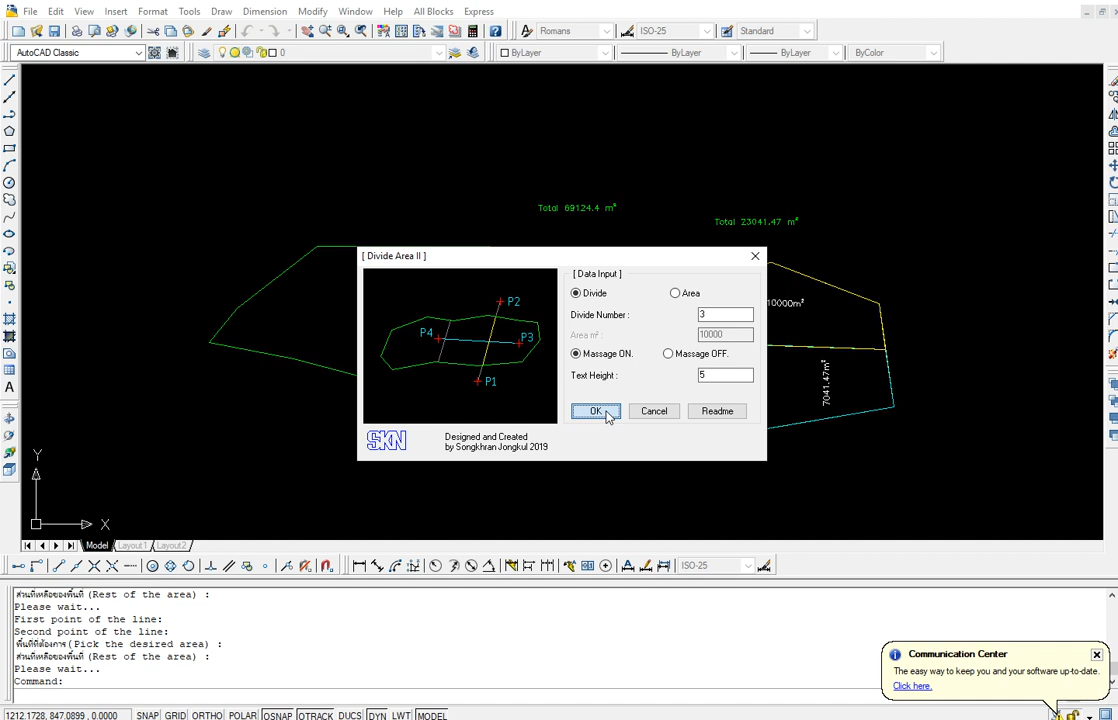 File Edit View Insert Format Tools Draw Dimension Modify Window Help All Blocks Express
Romans ISO-25 Standard
AutoCAD Classic 0 ByLayer ByLayer ByLayer ByColor
Total 69124.4 m²
Total 23041.47 m²
[ Divide Area II ]
[ Data Input ]
Divide Area
P2
Divide Number : 3
P4 P3
Area m² : 10000
Massage ON. Massage OFF.
P1
Text Height : 5
OK Cancel Readme
SKN
Designed and Created
by Songkhran Jongkul 2019
10000m²
7041.47m²
Y
X
Model Layout1 Layout2
ISO-25
ส่วนที่เหลือของพื้นที่ (Rest of the area) :
Please wait...
First point of the line:
Second point of the line:
พื้นที่ที่ต้องการ(Pick the desired area) :
ส่วนที่เหลือของพื้นที่ (Rest of the area) :
Please wait...
Command:
Communication Center
The easy way to keep you and your software up-to-date.
Click here.
1212.1728, 847.0899 , 0.0000 SNAP GRID ORTHO POLAR OSNAP OTRACK DUCS DYN LWT MODEL